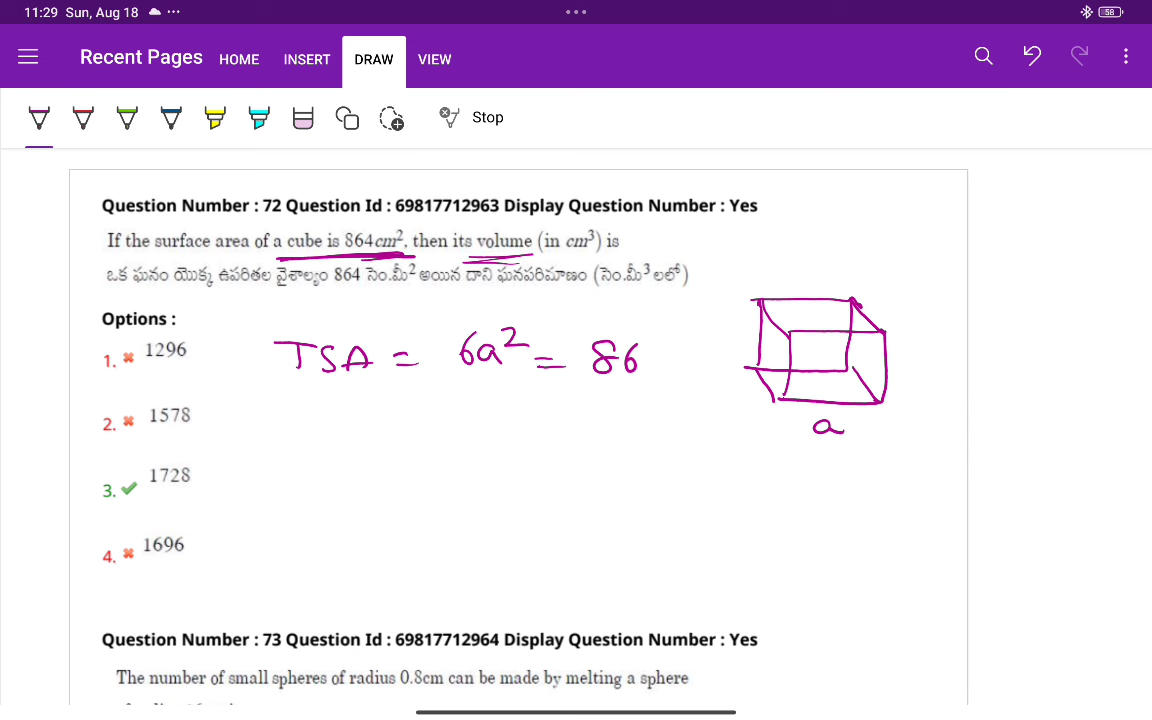 11:29 Sun, Aug 18
58
Recent Pages HOME INSERT DRAW VIEW
Stop
Question Number : 72 Question Id : 69817712963 Display Question Number : Yes
If the surface area of a cube is 864cm², then its volume (in cm³) is
ఒక ఘనం యొక్క ఉపరితల వైశాల్యం 864 సెం.మీ² అయిన దాని ఘనపరిమాణం (సెం.మీ³ లలో)
Options :
1. 1296
TSA = 6a² = 86
a
2. 1578
3. 1728
4. 1696
Question Number : 73 Question Id : 69817712964 Display Question Number : Yes
The number of small spheres of radius 0.8cm can be made by melting a sphere